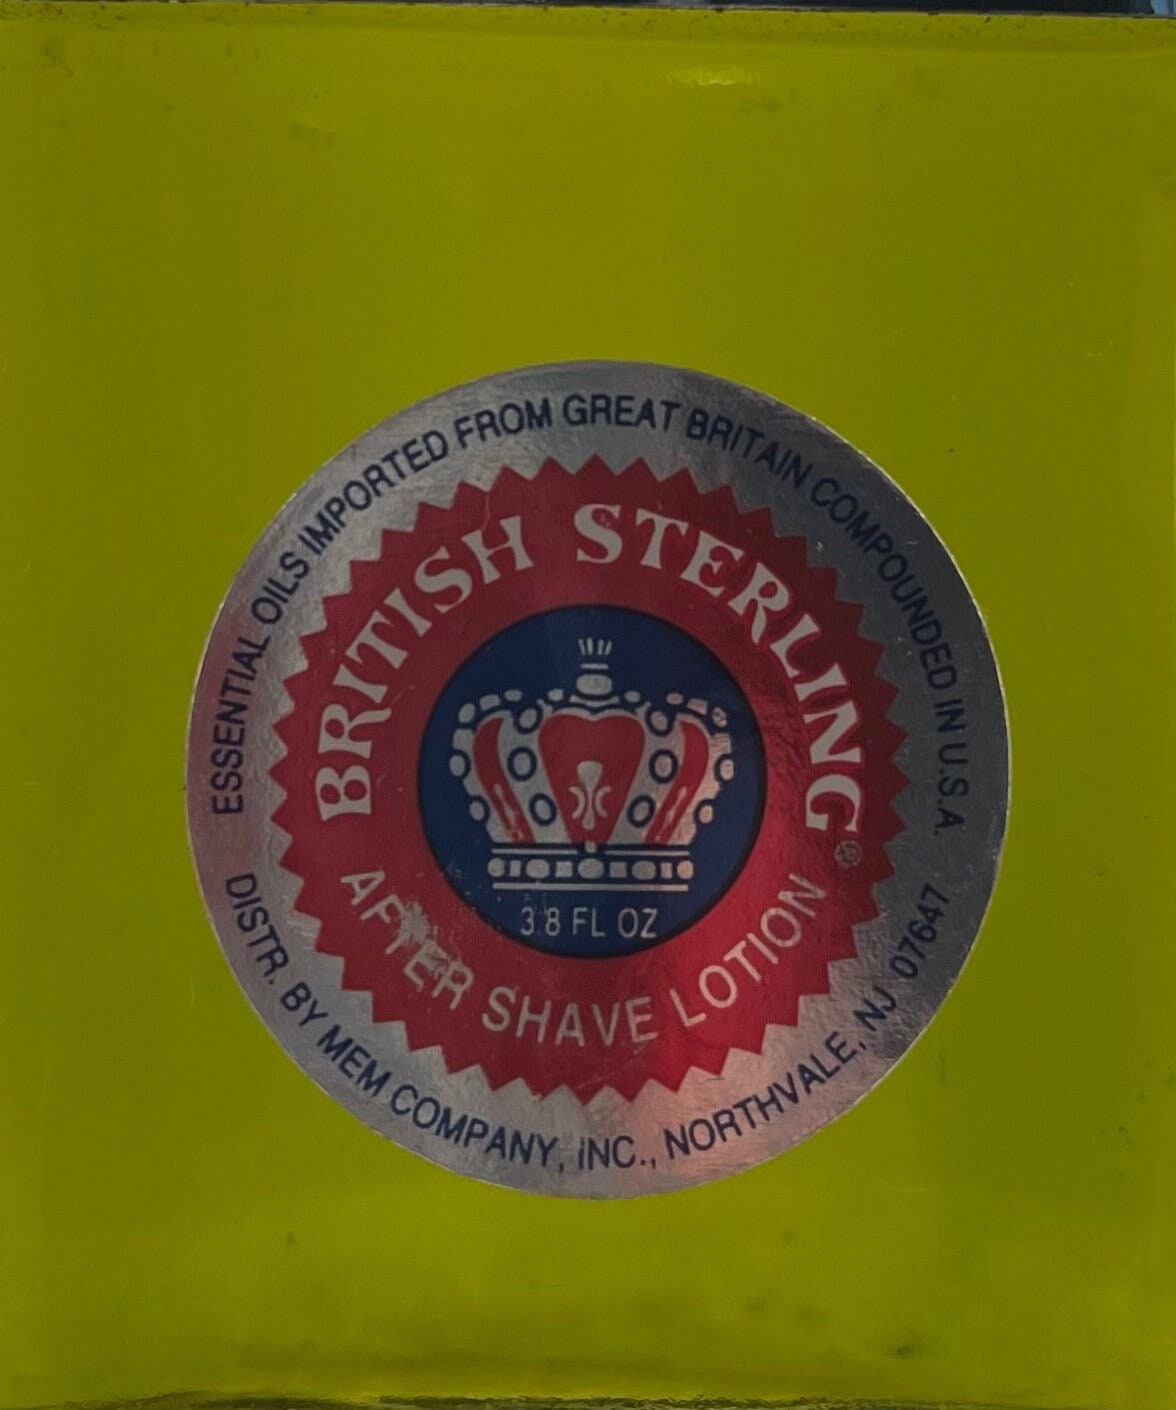 ESSENTIAL OILS IMPORTED FROM GREAT BRITAIN COMPOUNDED IN U.S.A.
BRITISH STERLING®
3 8 FL OZ
AFTER SHAVE LOTION
DISTR. BY MEM COMPANY, INC., NORTHVALE, NJ 07647